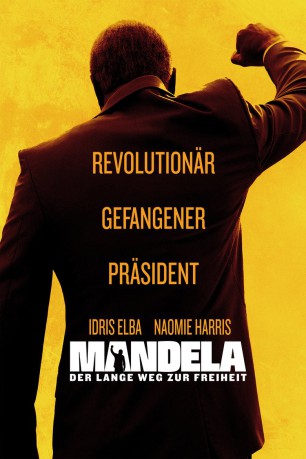 REVOLUTIONÄR
GEFANGENER
PRÄSIDENT
IDRIS ELBA NAOMIE HARRIS
MANDELA
DER LANGE WEG ZUR FREIHEIT